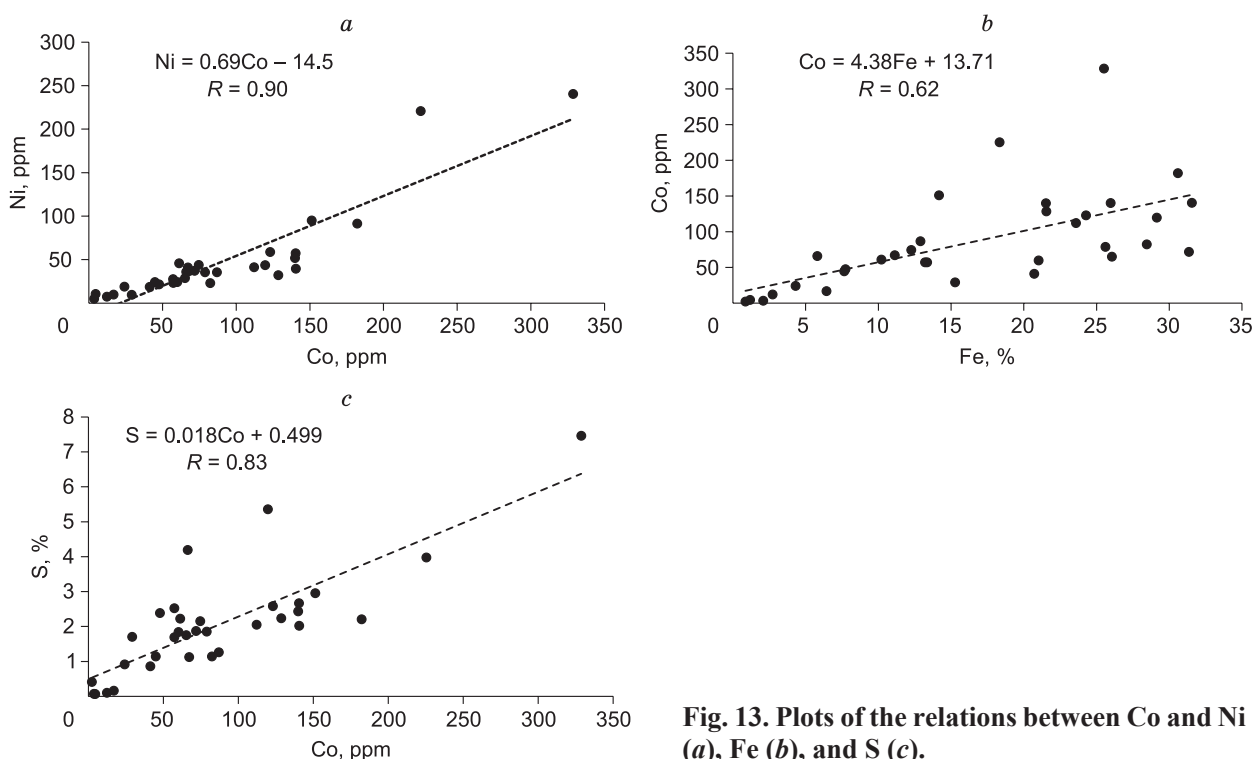 a
Ni = 0.69Co – 14.5
R = 0.90
Ni, ppm
300
250
200
150
100
50
0
50
100
150
200
250
300
350
Co, ppm
b
Co = 4.38Fe + 13.71
R = 0.62
Co, ppm
350
300
250
200
150
100
50
0
5
10
15
20
25
30
35
Fe, %
c
S = 0.018Co + 0.499
R = 0.83
S, %
8
7
6
5
4
3
2
1
0
50
100
150
200
250
300
350
Co, ppm
Fig. 13. Plots of the relations between Co and Ni
(a), Fe (b), and S (c).